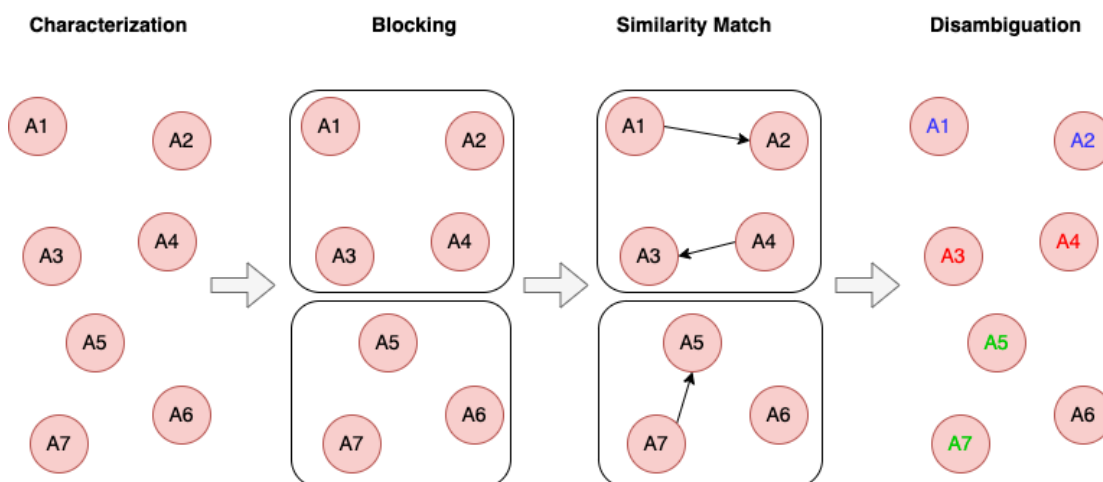 Characterization
Blocking
Similarity Match
Disambiguation
A1
A2
A3
A4
A5
A6
A7
A1
A2
A3
A4
A5
A6
A7
A1
A2
A3
A4
A5
A6
A7
A1
A2
A3
A4
A5
A6
A7